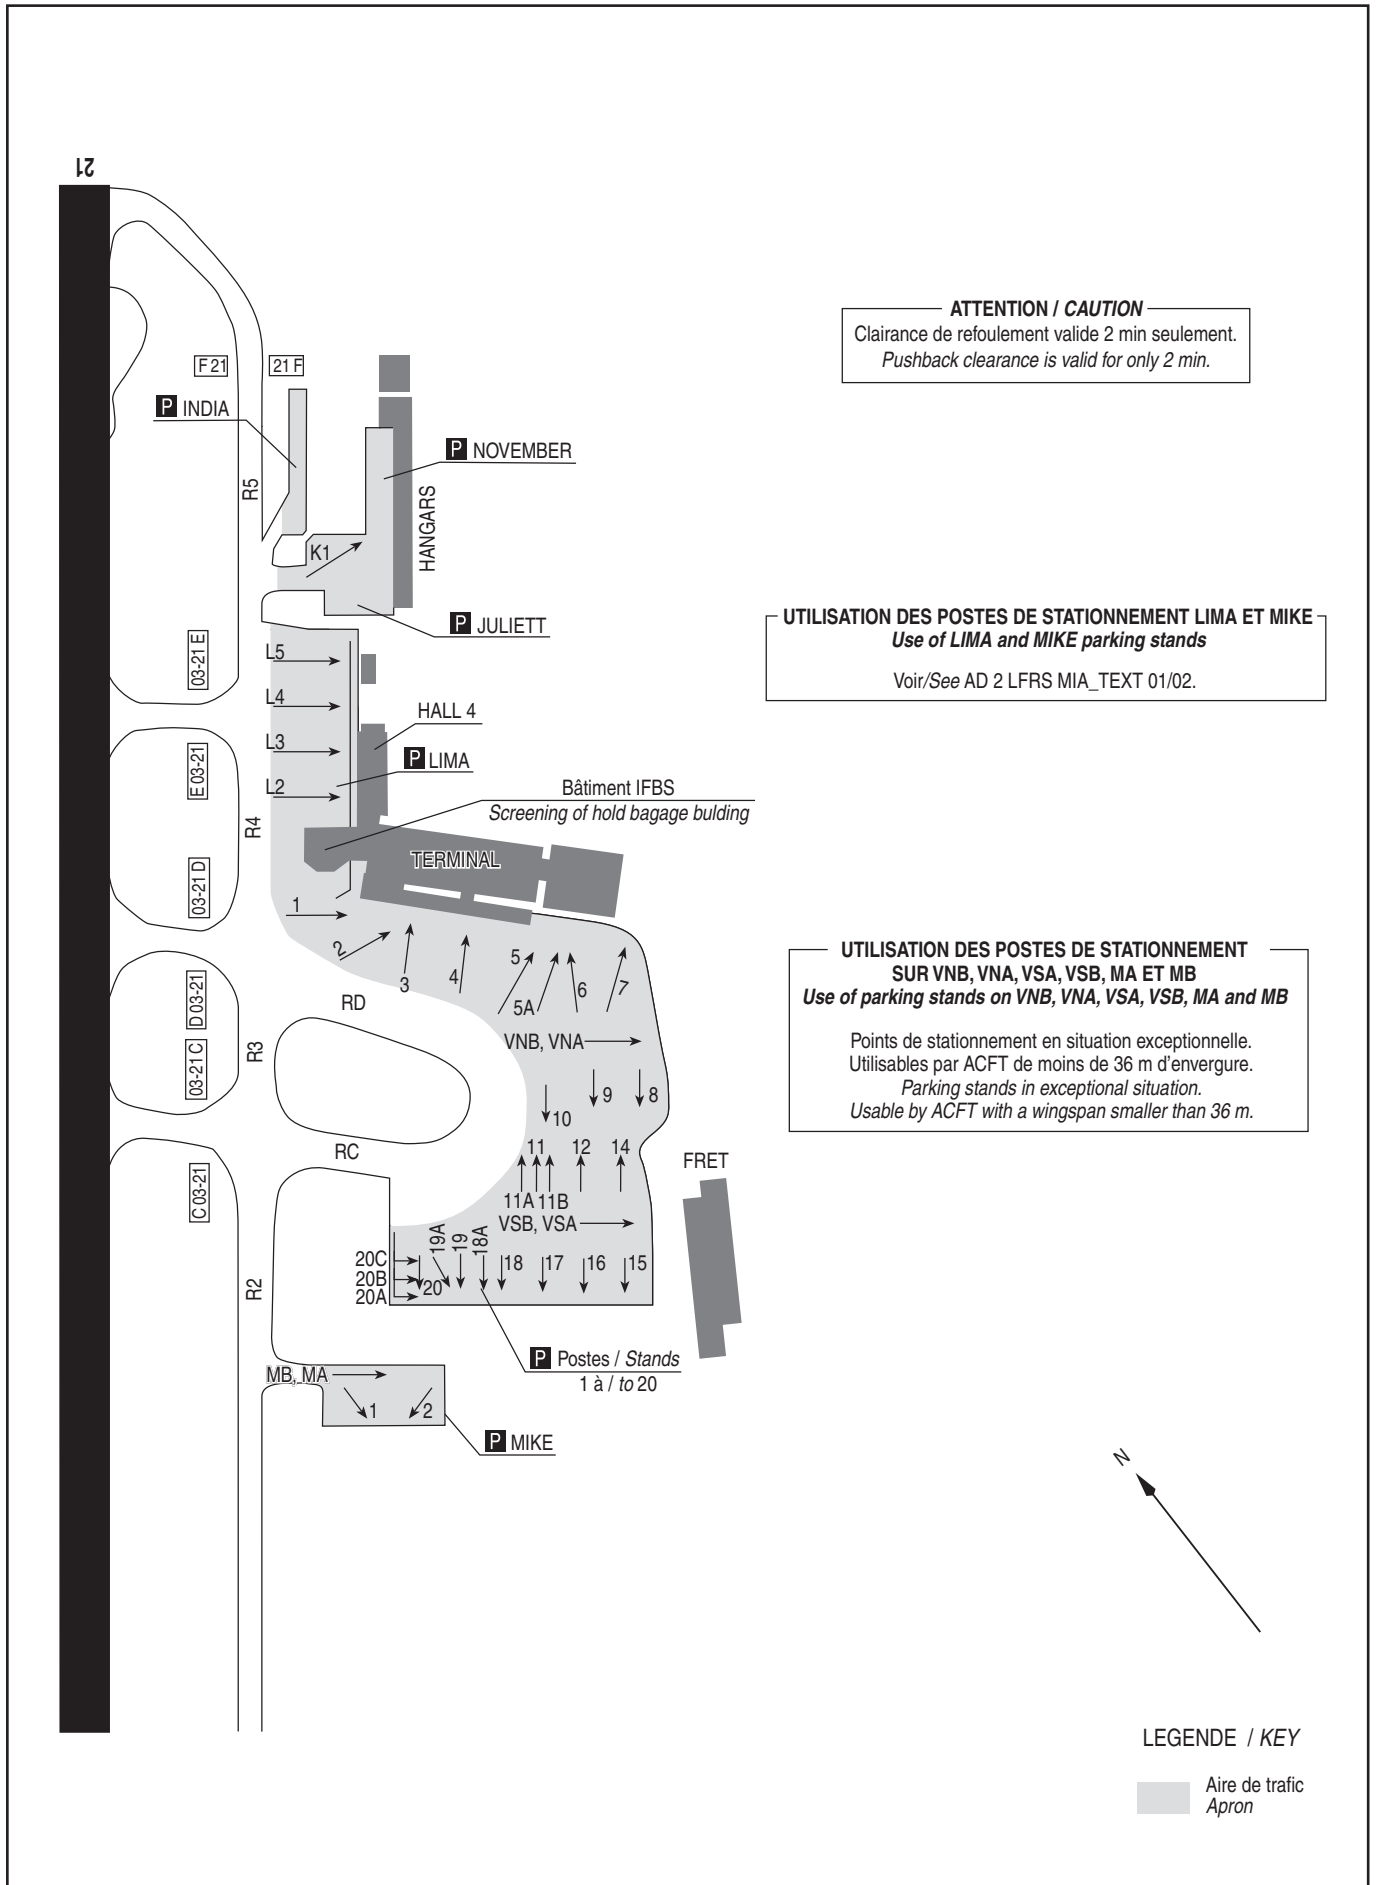 21
ATTENTION / CAUTION
Clairance de refoulement valide 2 min seulement.
Pushback clearance is valid for only 2 min.
F 21
21 F
P INDIA
P NOVEMBER
R5
HANGARS
K1
P JULIETT
UTILISATION DES POSTES DE STATIONNEMENT LIMA ET MIKE
Use of LIMA and MIKE parking stands
Voir/See AD 2 LFRS MIA_TEXT 01/02.
03-21 E
L5
L4
HALL 4
L3
P LIMA
E 03-21
L2
Bâtiment IFBS
Screening of hold bagage bulding
R4
TERMINAL
03-21 D
1
2
3
4
5
5A
6
7
UTILISATION DES POSTES DE STATIONNEMENT
SUR VNB, VNA, VSA, VSB, MA ET MB
Use of parking stands on VNB, VNA, VSA, VSB, MA and MB
Points de stationnement en situation exceptionnelle.
Utilisables par ACFT de moins de 36 m d'envergure.
Parking stands in exceptional situation.
Usable by ACFT with a wingspan smaller than 36 m.
D 03-21
RD
VNB, VNA
R3
03-21 C
10
9
8
RC
11
12
14
FRET
C 03-21
11A
11B
VSB, VSA
19A
19
18A
20C
20B
20A
20
18
17
16
15
R2
P Postes / Stands
1 à / to 20
MB, MA
1
2
P MIKE
N
LEGENDE / KEY
Aire de trafic
Apron